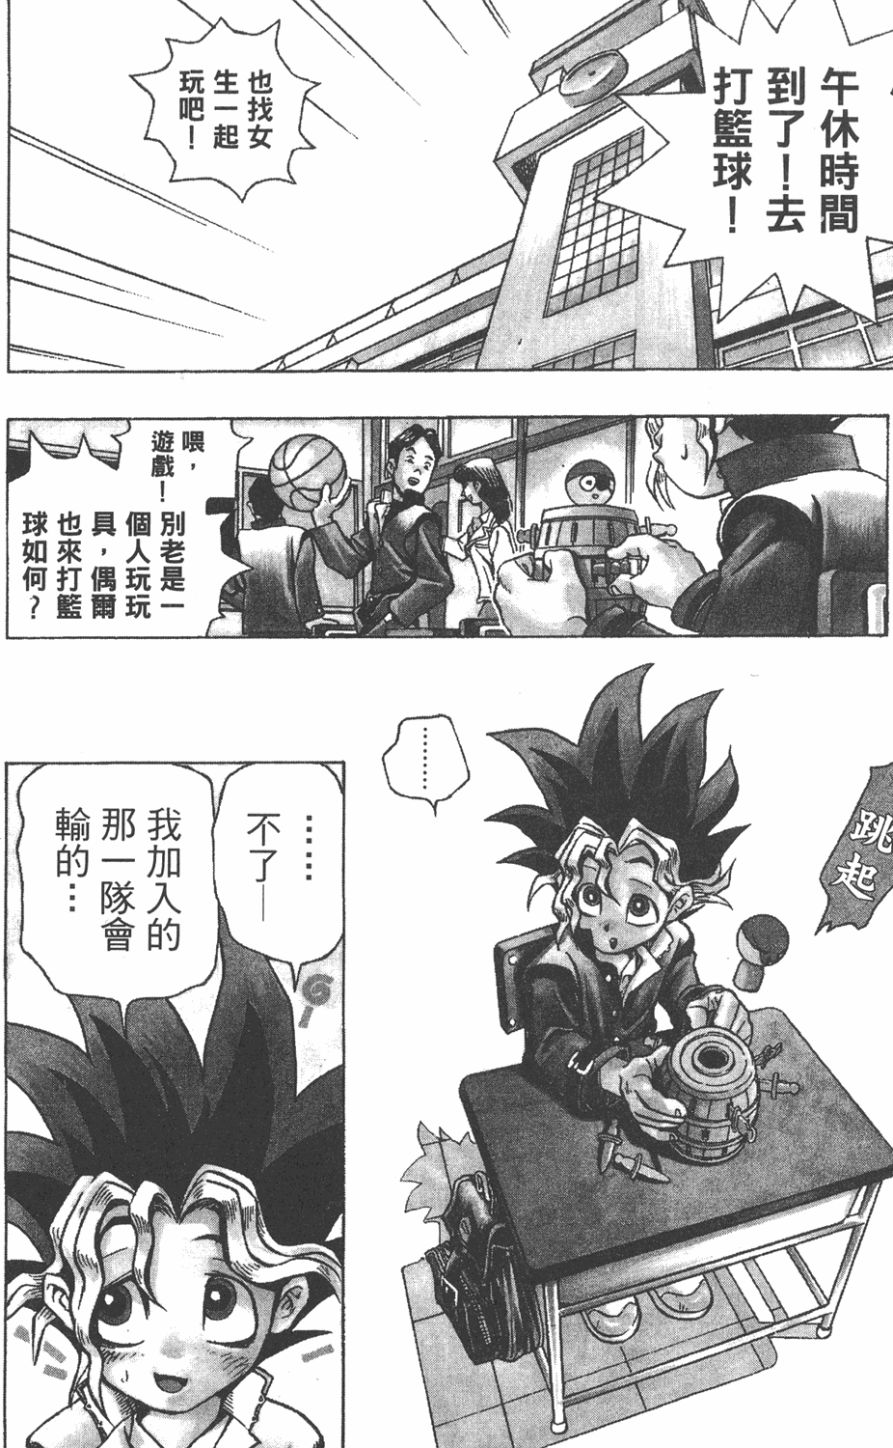 午休時間
到了！去
打籃球！
也找女
生一起
玩吧！
喂，
遊戲！
別老是一
個人玩玩
具，偶爾
也來打籃
球如何？
跳起
………
……
不了—
我加入的
那一隊會
輸的…